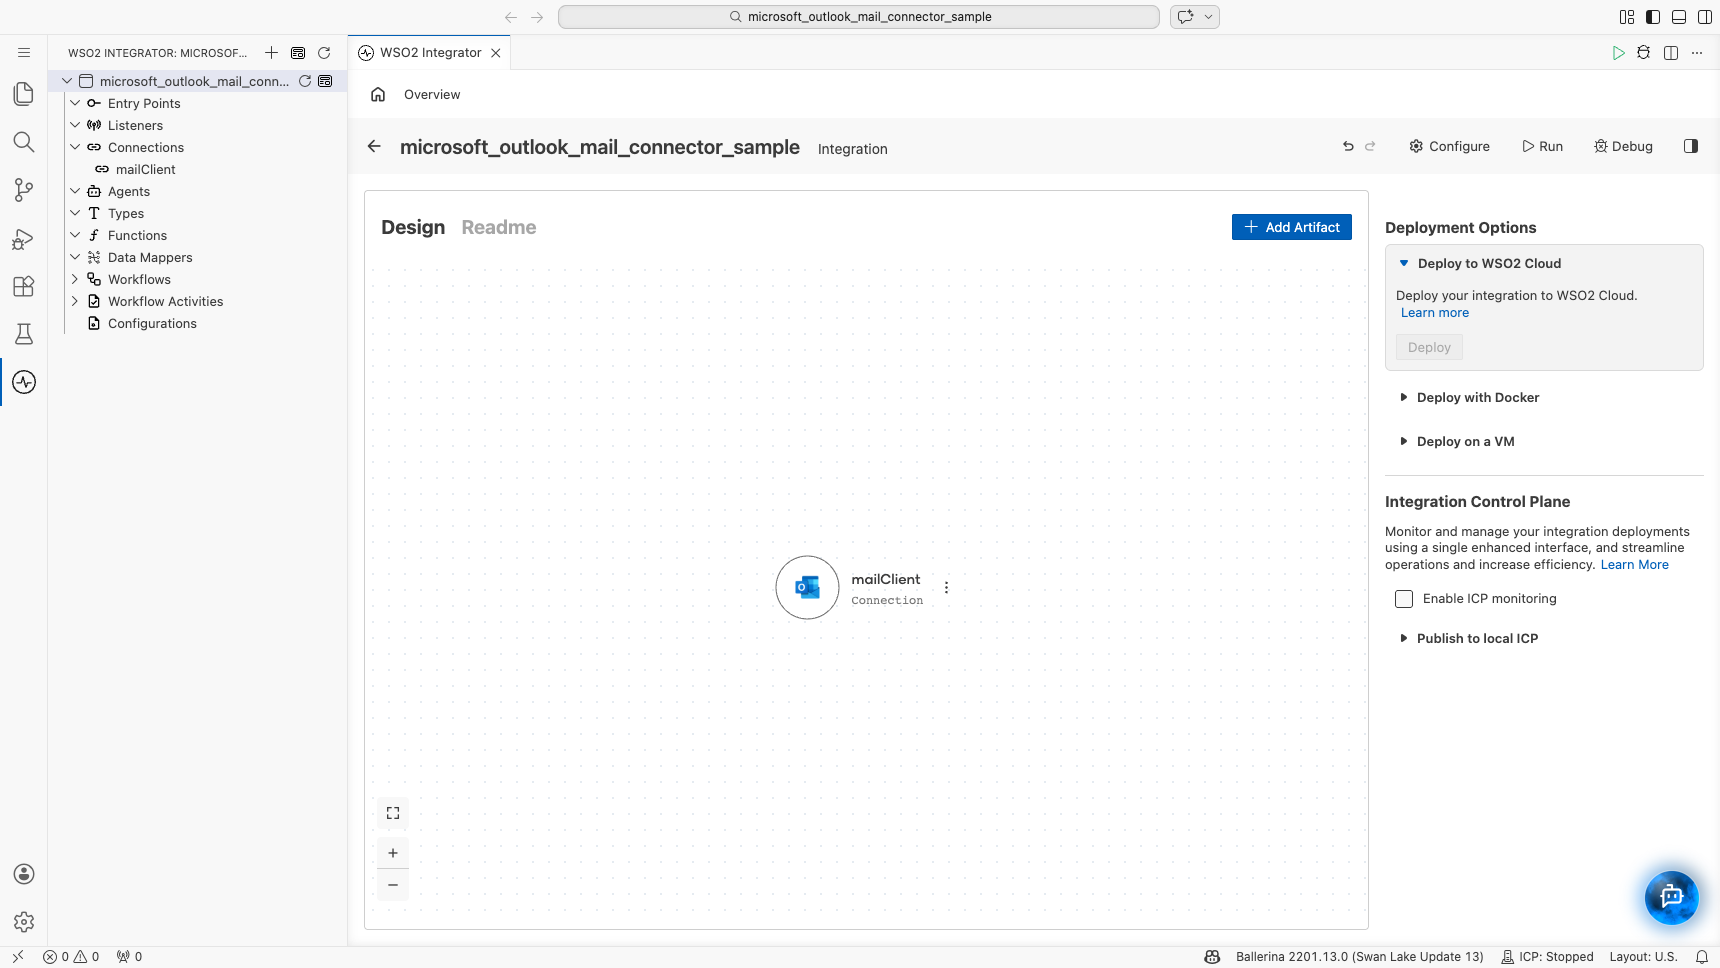 microsoft_outlook_mail_connector_sample
WSO2 INTEGRATOR: MICROSOF...
WSO2 Integrator
microsoft_outlook_mail_conn...
Entry Points
Listeners
Connections
mailClient
Agents
Types
Functions
Data Mappers
Workflows
Workflow Activities
Configurations
Overview
microsoft_outlook_mail_connector_sample Integration
Configure
Run
Debug
Design
Readme
Add Artifact
mailClient
Connection
Deployment Options
Deploy to WSO2 Cloud
Deploy your integration to WSO2 Cloud.
Learn more
Deploy
Deploy with Docker
Deploy on a VM
Integration Control Plane
Monitor and manage your integration deployments
using a single enhanced interface, and streamline
operations and increase efficiency. Learn More
Enable ICP monitoring
Publish to local ICP
0 0 0
Ballerina 2201.13.0 (Swan Lake Update 13)
ICP: Stopped
Layout: U.S.